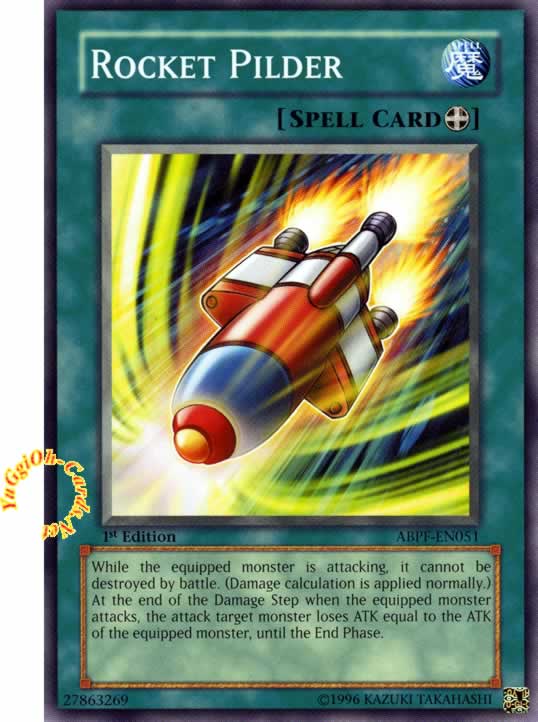 ROCKET PILDER
魔
[SPELL CARD]
1st Edition
ABPF-EN051
While the equipped monster is attacking, it cannot be
destroyed by battle. (Damage calculation is applied normally.)
At the end of the Damage Step when the equipped monster
attacks, the attack target monster loses ATK equal to the ATK
of the equipped monster, until the End Phase.
27863269
©1996 KAZUKI TAKAHASHI
YuGgiOh-Cards.Net